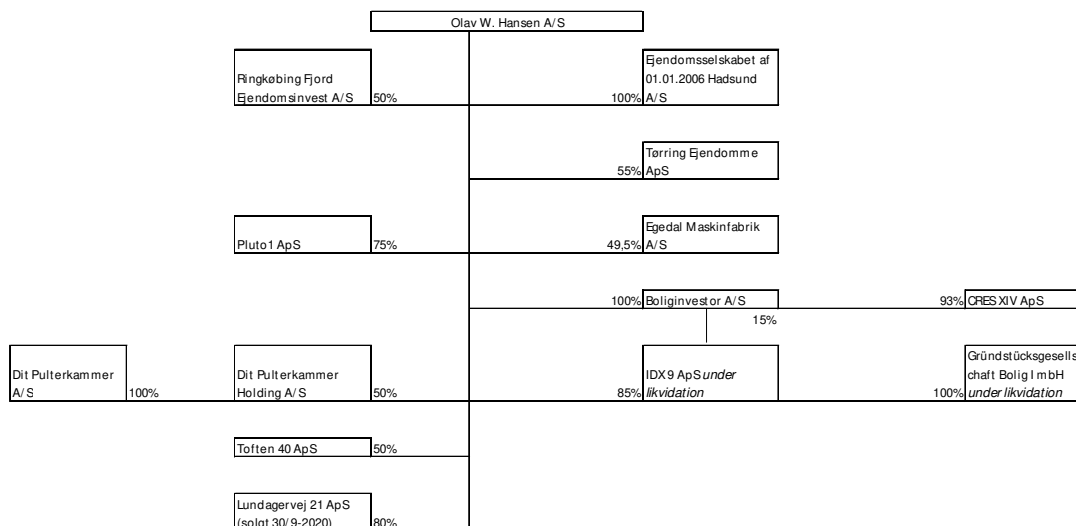 Olav W. Hansen A/S
Ringkøbing Fjord
Ejendomsinvest A/S
50%
Ejendomsselskabet af
01.01.2006 Hadsund
100% A/S
Tørring Ejendomme
55% ApS
Pluto1 ApS
75%
Egedal Maskinfabrik
49,5% A/S
100% Boliginvestor A/S
93% CRESXIV ApS
15%
Dit Pulterkammer
A/S
100%
Dit Pulterkammer
Holding A/S
50%
IDX9 ApS under
85% likvidation
Gründstücksgesells
chaft Bolig I mbH
100% under likvidation
Toften 40 ApS
50%
Lundagervej 21 ApS
(solgt 30/9-2020)
80%